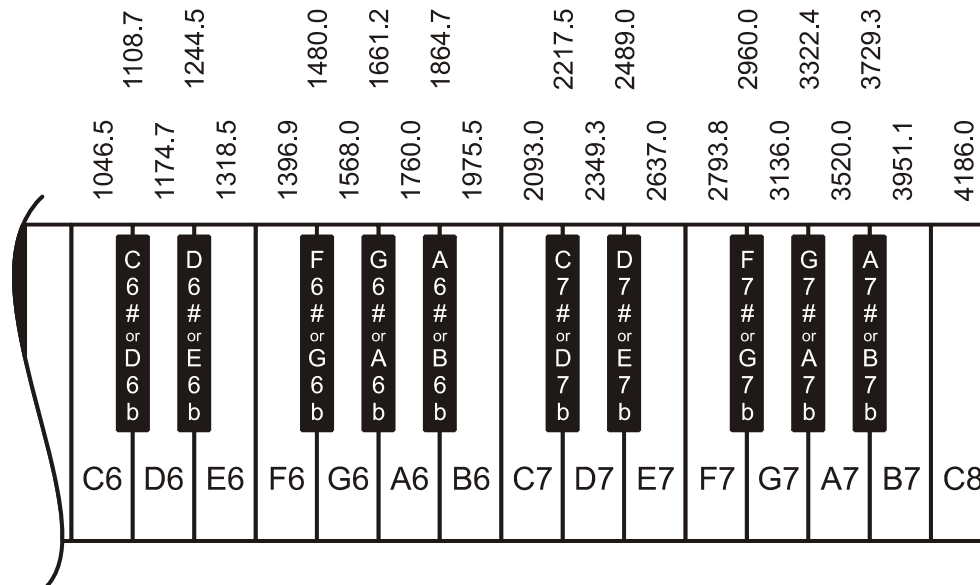 1108.7 1244.5 1480.0 1661.2 1864.7 2217.5 2489.0 2960.0 3322.4 3729.3
1046.5 1174.7 1318.5 1396.9 1568.0 1760.0 1975.5 2093.0 2349.3 2637.0 2793.8 3136.0 3520.0 3951.1 4186.0
C6# or D6b
D6# or E6b
F6# or G6b
G6# or A6b
A6# or B6b
C7# or D7b
D7# or E7b
F7# or G7b
G7# or A7b
A7# or B7b
C6 D6 E6 F6 G6 A6 B6 C7 D7 E7 F7 G7 A7 B7 C8